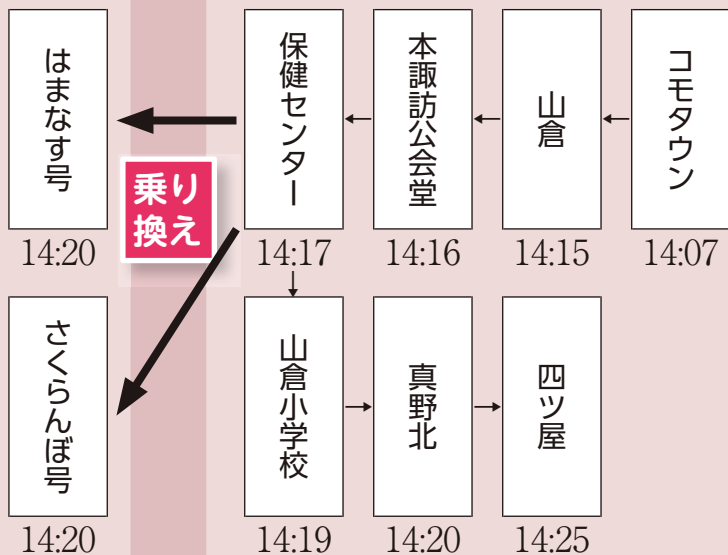 コモタウン
14:07
山倉
14:15
本諏訪公会堂
14:16
保健センター
14:17
乗り
換え
はまなす号
14:20
さくらんぼ号
14:20
山倉小学校
14:19
真野北
14:20
四ツ屋
14:25